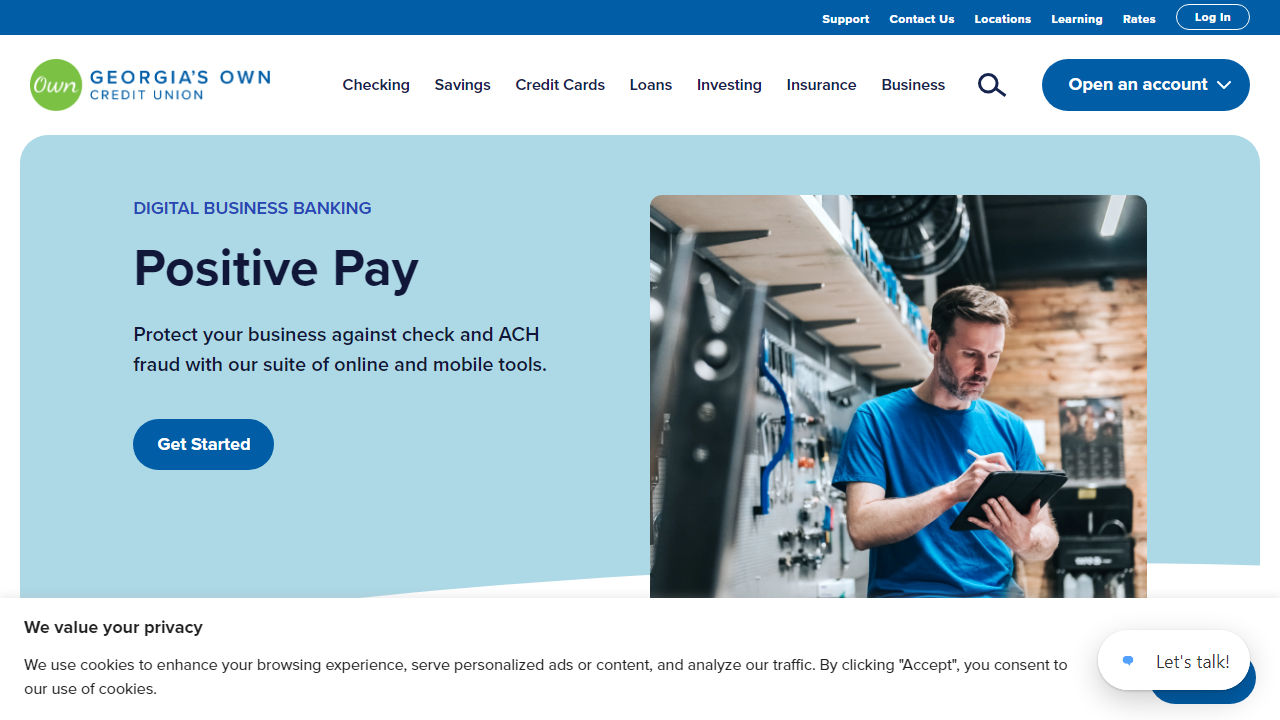 Support Contact Us Locations Learning Rates Log In
Own GEORGIA'S OWN
CREDIT UNION
Checking Savings Credit Cards Loans Investing Insurance Business Open an account
DIGITAL BUSINESS BANKING
Positive Pay
Protect your business against check and ACH
fraud with our suite of online and mobile tools.
Get Started
We value your privacy
We use cookies to enhance your browsing experience, serve personalized ads or content, and analyze our traffic. By clicking "Accept", you consent to
our use of cookies.
Let's talk!